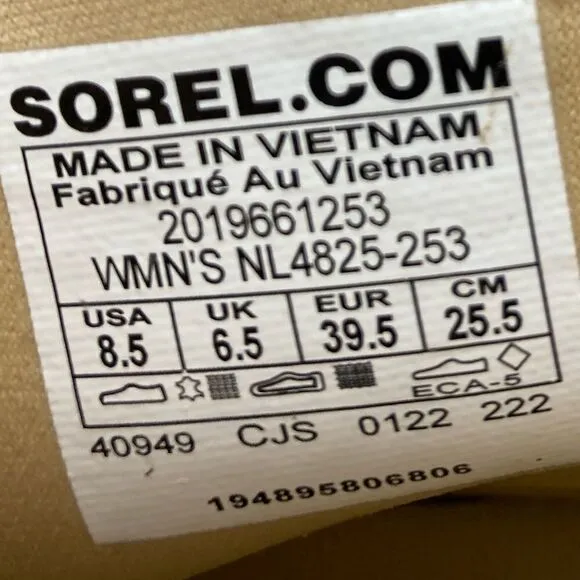 SOREL.COM
MADE IN VIETNAM
Fabriqué Au Vietnam
2019661253
WMN'S NL4825-253
USA UK EUR CM
8.5 6.5 39.5 25.5
ECA-5
40949 CJS 0122 222
194895806806